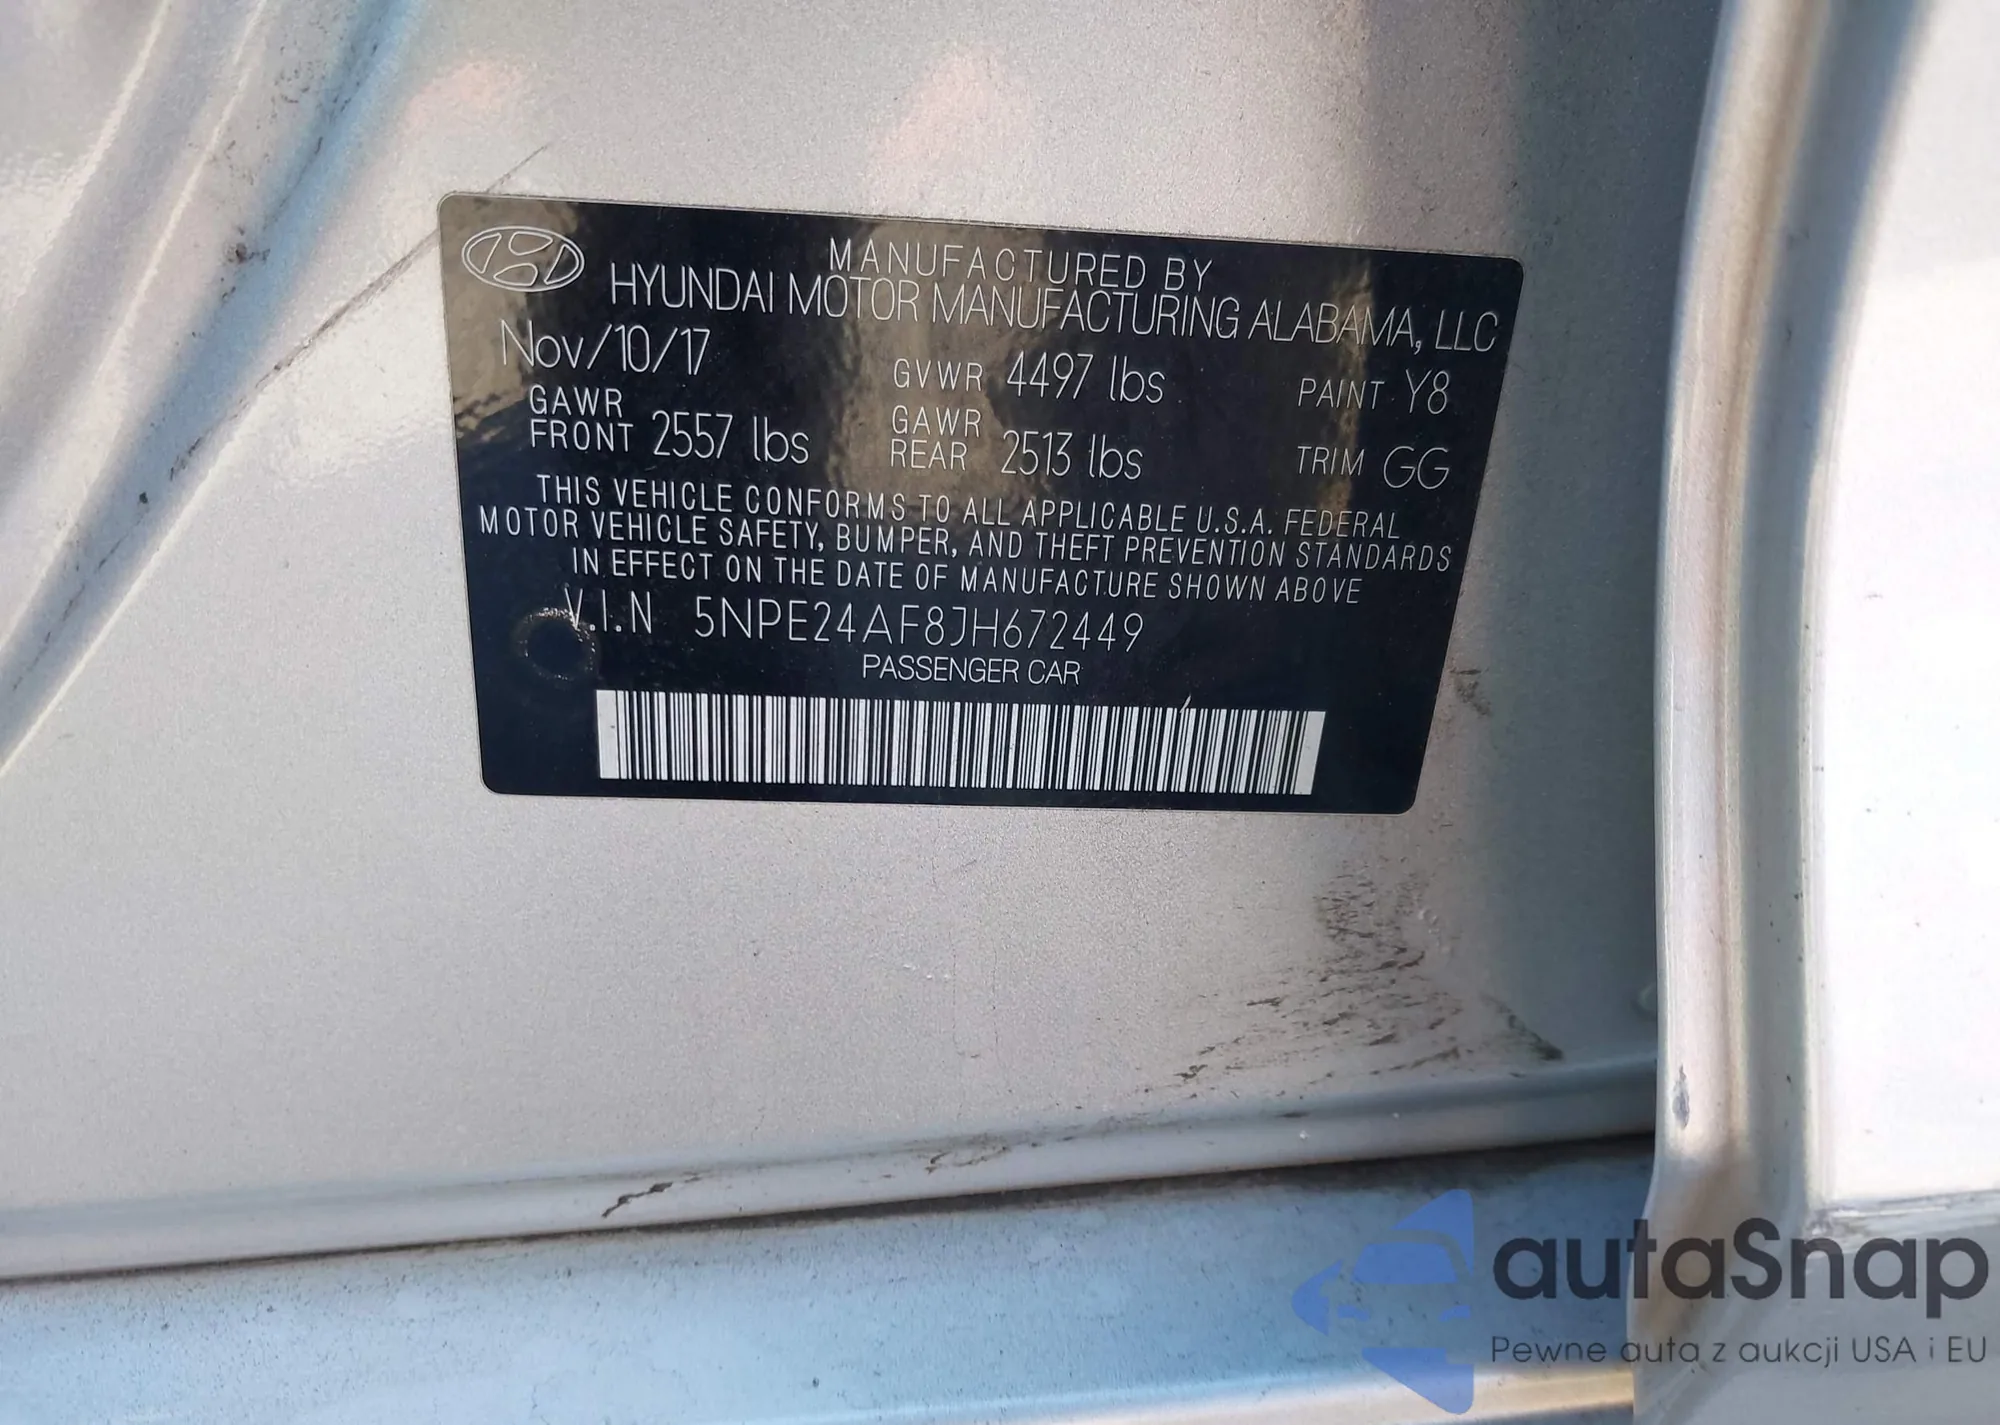 MANUFACTURED BY
HYUNDAI MOTOR MANUFACTURING ALABAMA, LLC
Nov/10/17 GVWR 4497 lbs PAINT Y8
GAWR FRONT 2557 lbs GAWR REAR 2513 lbs TRIM GG
THIS VEHICLE CONFORMS TO ALL APPLICABLE U.S.A. FEDERAL
MOTOR VEHICLE SAFETY, BUMPER, AND THEFT PREVENTION STANDARDS
IN EFFECT ON THE DATE OF MANUFACTURE SHOWN ABOVE
V.I.N 5NPE24AF8JH672449
PASSENGER CAR
autaSnap
Pewne auta z aukcji USA i EU